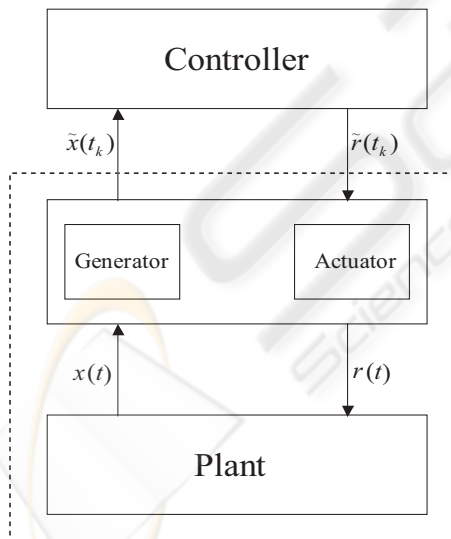 Controller
x̃(t_k) r̃(t_k)
Generator Actuator
x(t) r(t)
Plant